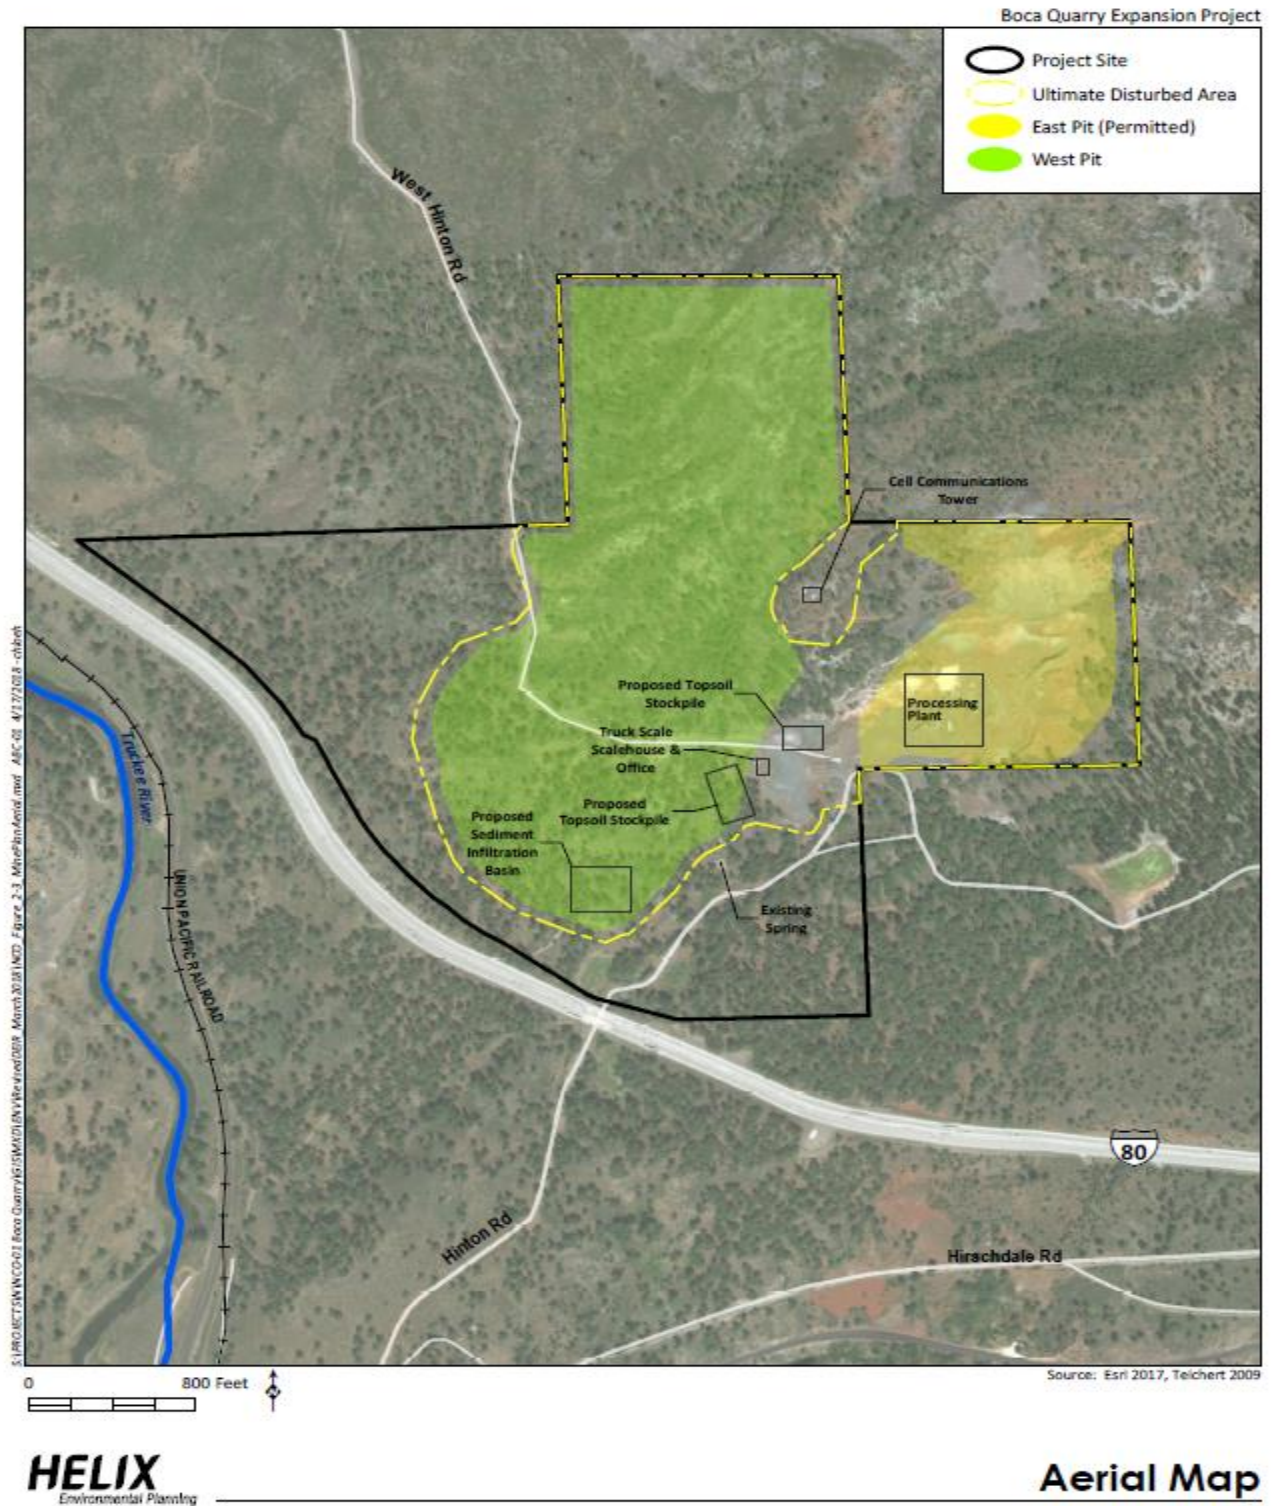 Boca Quarry Expansion Project
Project Site
Ultimate Disturbed Area
East Pit (Permitted)
West Pit
West Hinton Rd
Cell Communications
Tower
Proposed Topsoil
Stockpile
Processing
Plant
Truck Scale
Scalehouse &
Office
Proposed
Topsoil Stockpile
Proposed
Sediment
Infiltration
Basin
Existing
Spring
Truckee River
UNION PACIFIC RAILROAD
80
Hinton Rd
Hirschdale Rd
0 800 Feet
N
Source: Esri 2017, Teichert 2009
HELIX
Environmental Planning
Aerial Map